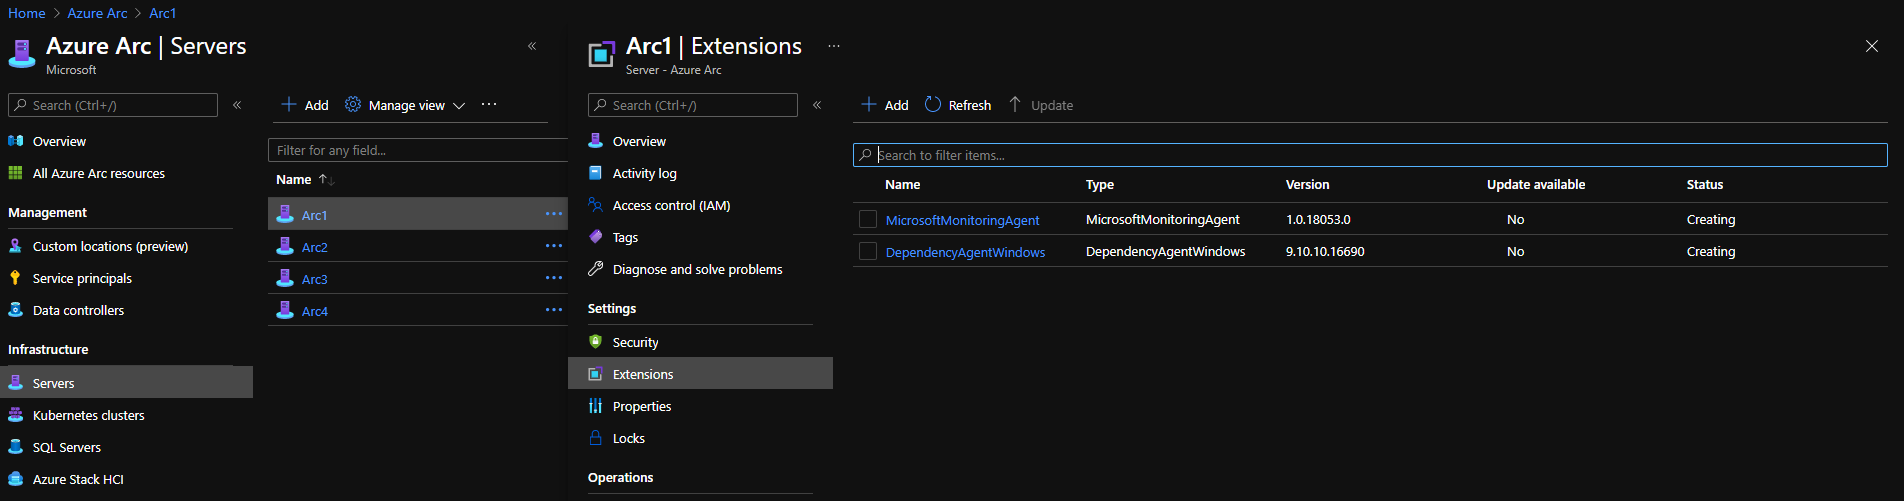 Home > Azure Arc > Arc1
Azure Arc | Servers
Microsoft
Search (Ctrl+/)
Overview
All Azure Arc resources
Management
Custom locations (preview)
Service principals
Data controllers
Infrastructure
Servers
Kubernetes clusters
SQL Servers
Azure Stack HCI
Add Manage view
Filter for any field...
Name
Arc1
Arc2
Arc3
Arc4
Arc1 | Extensions
Server - Azure Arc
Search (Ctrl+/)
Overview
Activity log
Access control (IAM)
Tags
Diagnose and solve problems
Settings
Security
Extensions
Properties
Locks
Operations
Add Refresh Update
Search to filter items...
Name Type Version Update available Status
MicrosoftMonitoringAgent MicrosoftMonitoringAgent 1.0.18053.0 No Creating
DependencyAgentWindows DependencyAgentWindows 9.10.10.16690 No Creating